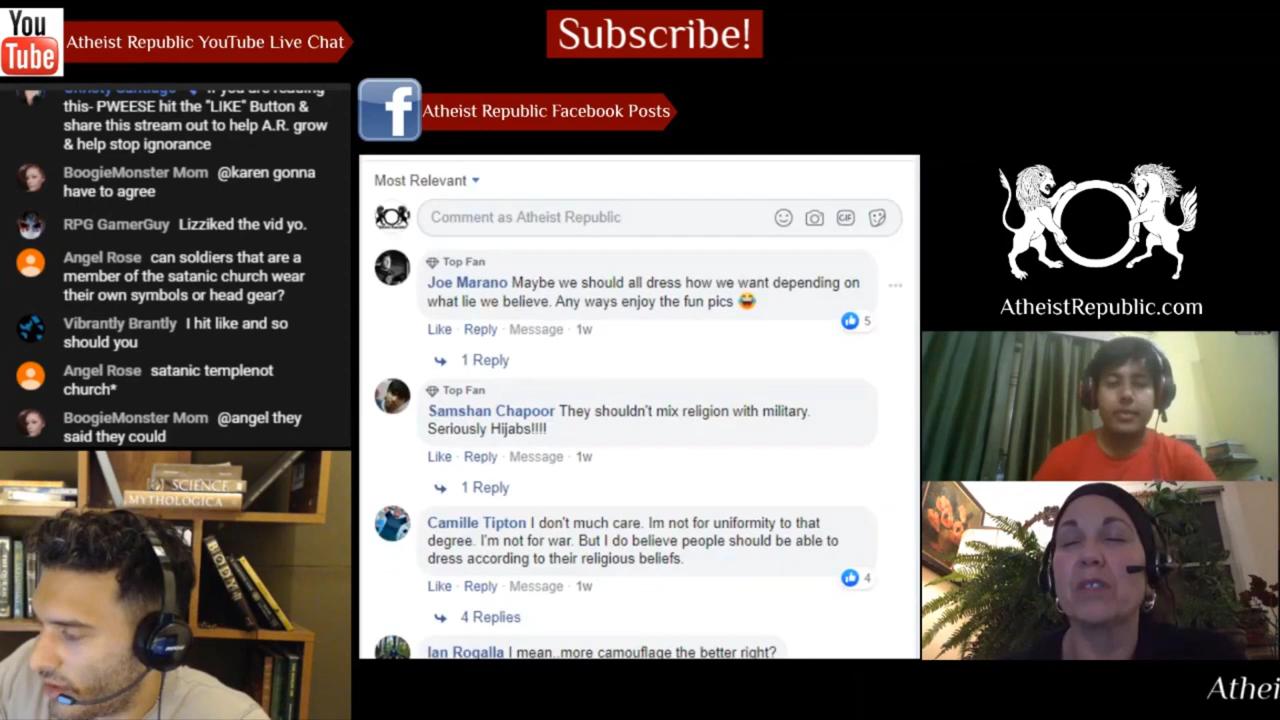 You
Tube
Atheist Republic YouTube Live Chat
Subscribe!
Christy Santiago If you are reading
this- PWEESE hit the "LIKE" Button &
share this stream out to help A.R. grow
& help stop ignorance
BoogieMonster Mom @karen gonna
have to agree
RPG GamerGuy Lizziked the vid yo.
Angel Rose can soldiers that are a
member of the satanic church wear
their own symbols or head gear?
Vibrantly Brantly I hit like and so
should you
Angel Rose satanic templenot
church*
BoogieMonster Mom @angel they
said they could
f
Atheist Republic Facebook Posts
Most Relevant
Comment as Atheist Republic
GIF
Top Fan
Joe Marano Maybe we should all dress how we want depending on
what lie we believe. Any ways enjoy the fun pics
5
Like · Reply · Message · 1w
1 Reply
Top Fan
Samshan Chapoor They shouldn't mix religion with military.
Seriously Hijabs!!!!
Like · Reply · Message · 1w
1 Reply
Camille Tipton I don't much care. Im not for uniformity to that
degree. I'm not for war. But I do believe people should be able to
dress according to their religious beliefs.
4
Like · Reply · Message · 1w
4 Replies
Ian Rogalla I mean..more camouflage the better right?
AtheistRepublic.com
SCIENCE
MYTHOLOGICA
Athei